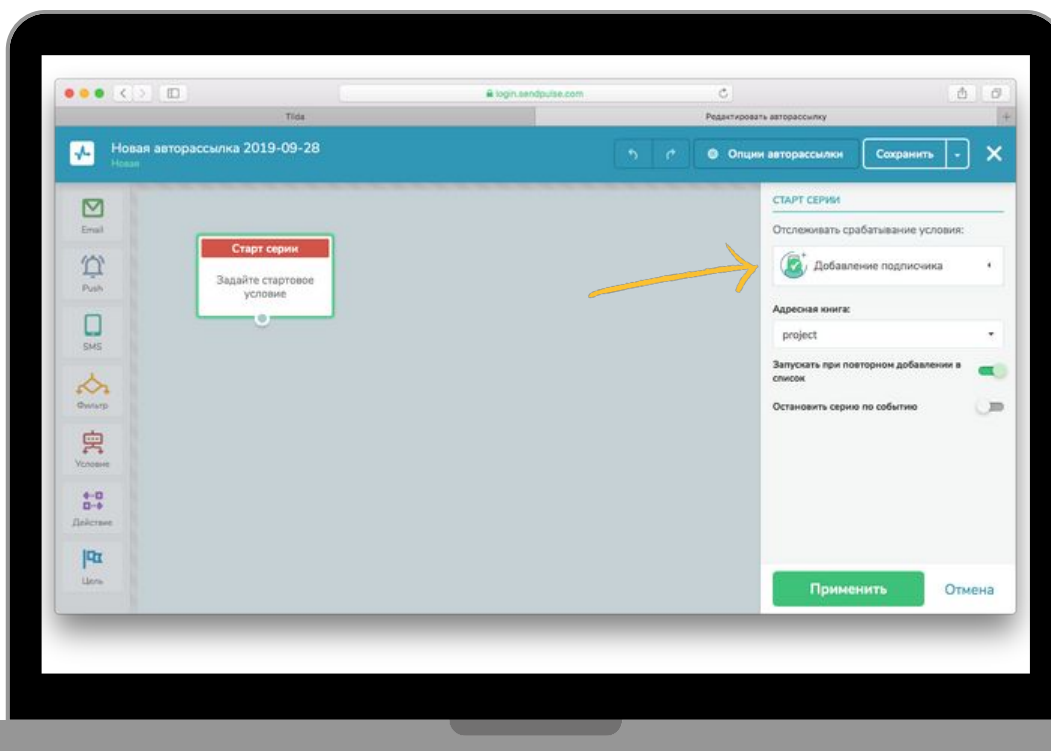 login.sendpulse.com
Tilda
Редактировать авторассылку
Новая авторассылка 2019-09-28
Новая
Опции авторассылки
Сохранить
Email
Push
SMS
Фильтр
Условие
Действие
Цель
Старт серии
Задайте стартовое
условие
СТАРТ СЕРИИ
Отслеживать срабатывание условия:
Добавление подписчика
Адресная книга:
project
Запускать при повторном добавлении в
список
Остановить серию по событию
Применить
Отмена